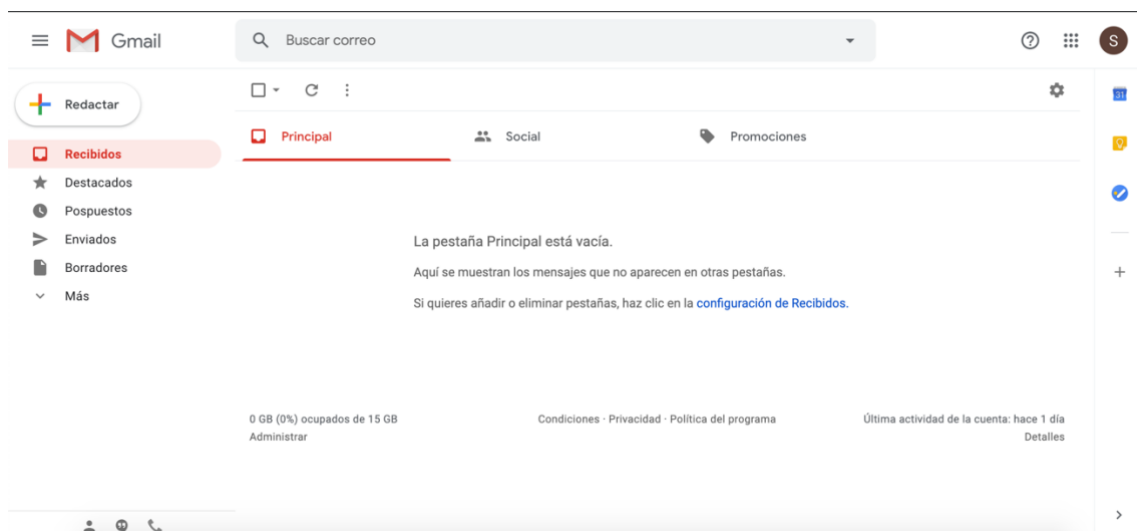 Gmail
Buscar correo
S
Redactar
31
Principal
Social
Promociones
Recibidos
Destacados
Pospuestos
Enviados
Borradores
Más
La pestaña Principal está vacía.
Aquí se muestran los mensajes que no aparecen en otras pestañas.
Si quieres añadir o eliminar pestañas, haz clic en la configuración de Recibidos.
0 GB (0%) ocupados de 15 GB
Administrar
Condiciones · Privacidad · Política del programa
Última actividad de la cuenta: hace 1 día
Detalles